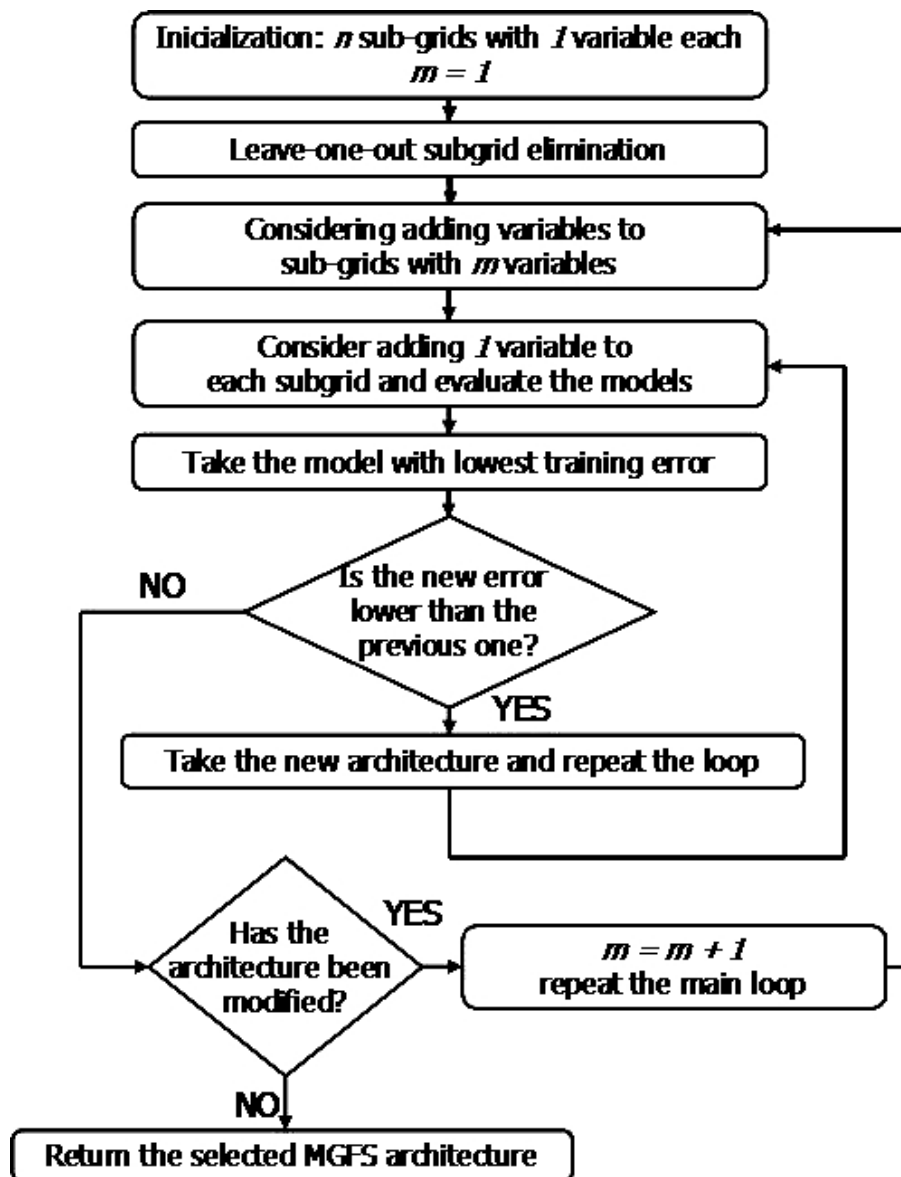 Inicialization: n sub-grids with 1 variable each
m = 1
Leave-one-out subgrid elimination
Considering adding variables to
sub-grids with m variables
Consider adding 1 variable to
each subgrid and evaluate the models
Take the model with lowest training error
Is the new error
lower than the
previous one?
NO
YES
Take the new architecture and repeat the loop
Has the
architecture been
modified?
YES
m = m + 1
repeat the main loop
NO
Return the selected MGFS architecture